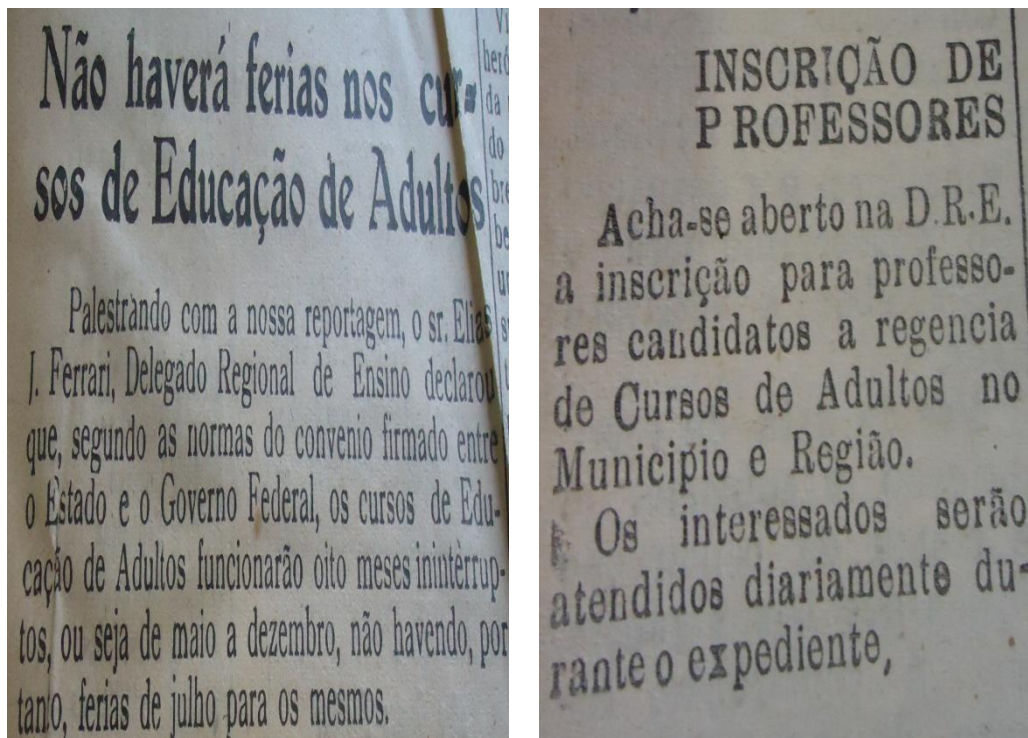 Não haverá ferias nos cur-
sos de Educação de Adultos
Palestrando com a nossa reportagem, o sr. Elias
J. Ferrari, Delegado Regional de Ensino declarou
que, segundo as normas do convenio firmado entre
o Estado e o Governo Federal, os cursos de Edu-
cação de Adultos funcionarão oito meses inintèrrup-
tos, ou seja de maio a dezembro, não havendo, por
tanto, ferias de julho para os mesmos.
INSCRIÇÃO DE
PROFESSORES
Acha-se aberto na D.R.E.
a inscrição para professo-
res candidatos a regencia
de Cursos de Adultos no
Municipio e Região.
Os interessados serão
atendidos diariamente du-
rante o expediente,